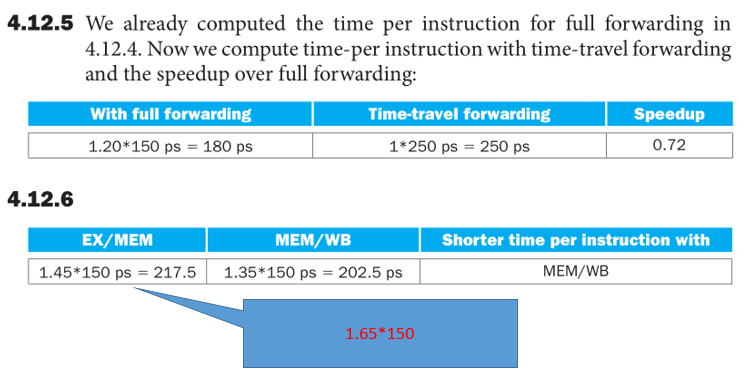 4.12.5 We already computed the time per instruction for full forwarding in
4.12.4. Now we compute time-per instruction with time-travel forwarding
and the speedup over full forwarding:
With full forwarding Time-travel forwarding Speedup
1.20*150 ps = 180 ps 1*250 ps = 250 ps 0.72
4.12.6
EX/MEM MEM/WB Shorter time per instruction with
1.45*150 ps = 217.5 1.35*150 ps = 202.5 ps MEM/WB
1.65*150